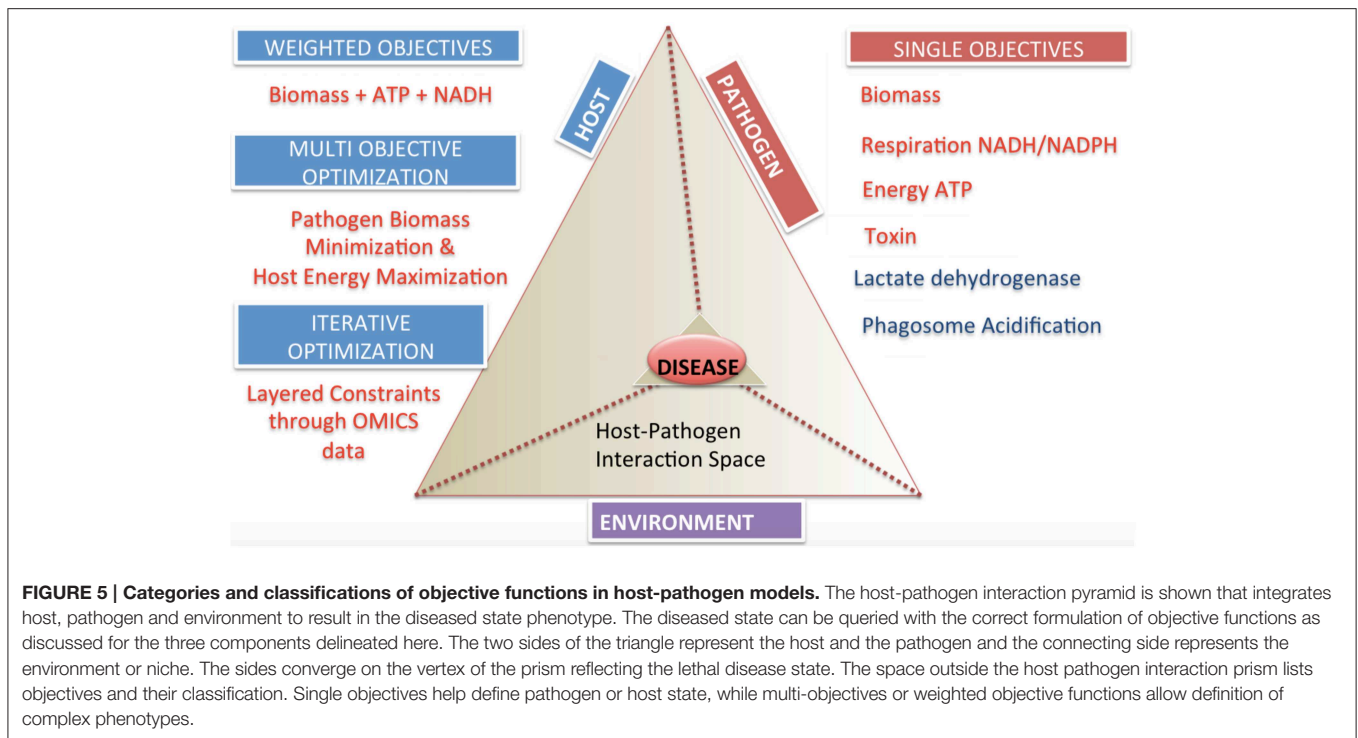 WEIGHTED OBJECTIVES
Biomass + ATP + NADH
MULTI OBJECTIVE
OPTIMIZATION
Pathogen Biomass
Minimization &
Host Energy Maximization
ITERATIVE
OPTIMIZATION
Layered Constraints
through OMICS
data
HOST
PATHOGEN
DISEASE
Host-Pathogen
Interaction Space
ENVIRONMENT
SINGLE OBJECTIVES
Biomass
Respiration NADH/NADPH
Energy ATP
Toxin
Lactate dehydrogenase
Phagosome Acidification
FIGURE 5 | Categories and classifications of objective functions in host-pathogen models. The host-pathogen interaction pyramid is shown that integrates
host, pathogen and environment to result in the diseased state phenotype. The diseased state can be queried with the correct formulation of objective functions as
discussed for the three components delineated here. The two sides of the triangle represent the host and the pathogen and the connecting side represents the
environment or niche. The sides converge on the vertex of the prism reflecting the lethal disease state. The space outside the host pathogen interaction prism lists
objectives and their classification. Single objectives help define pathogen or host state, while multi-objectives or weighted objective functions allow definition of
complex phenotypes.